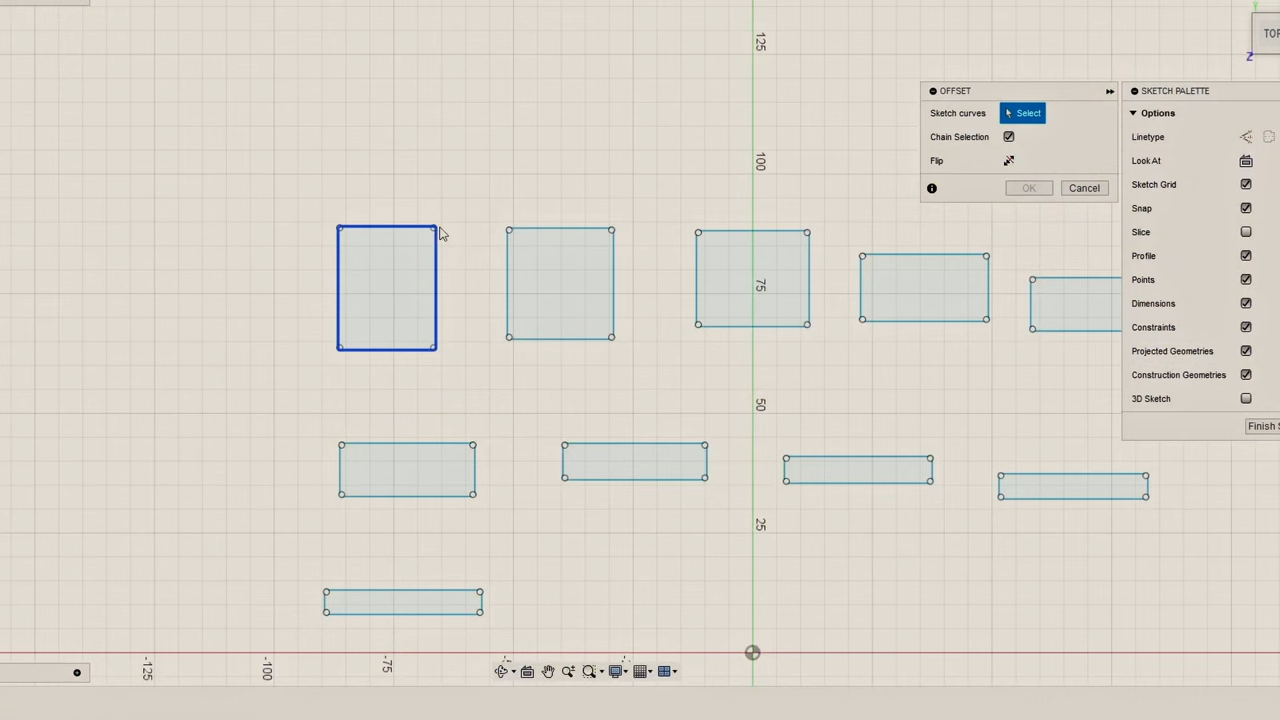 125
TOP
OFFSET
SKETCH PALETTE
Sketch curves Select
Options
Chain Selection
Linetype
100
Flip
Look At
OK Cancel
Sketch Grid
Snap
Slice
Profile
75
Points
Dimensions
Constraints
Projected Geometries
Construction Geometries
50
3D Sketch
Finish S
25
Z
-125
-100
-75